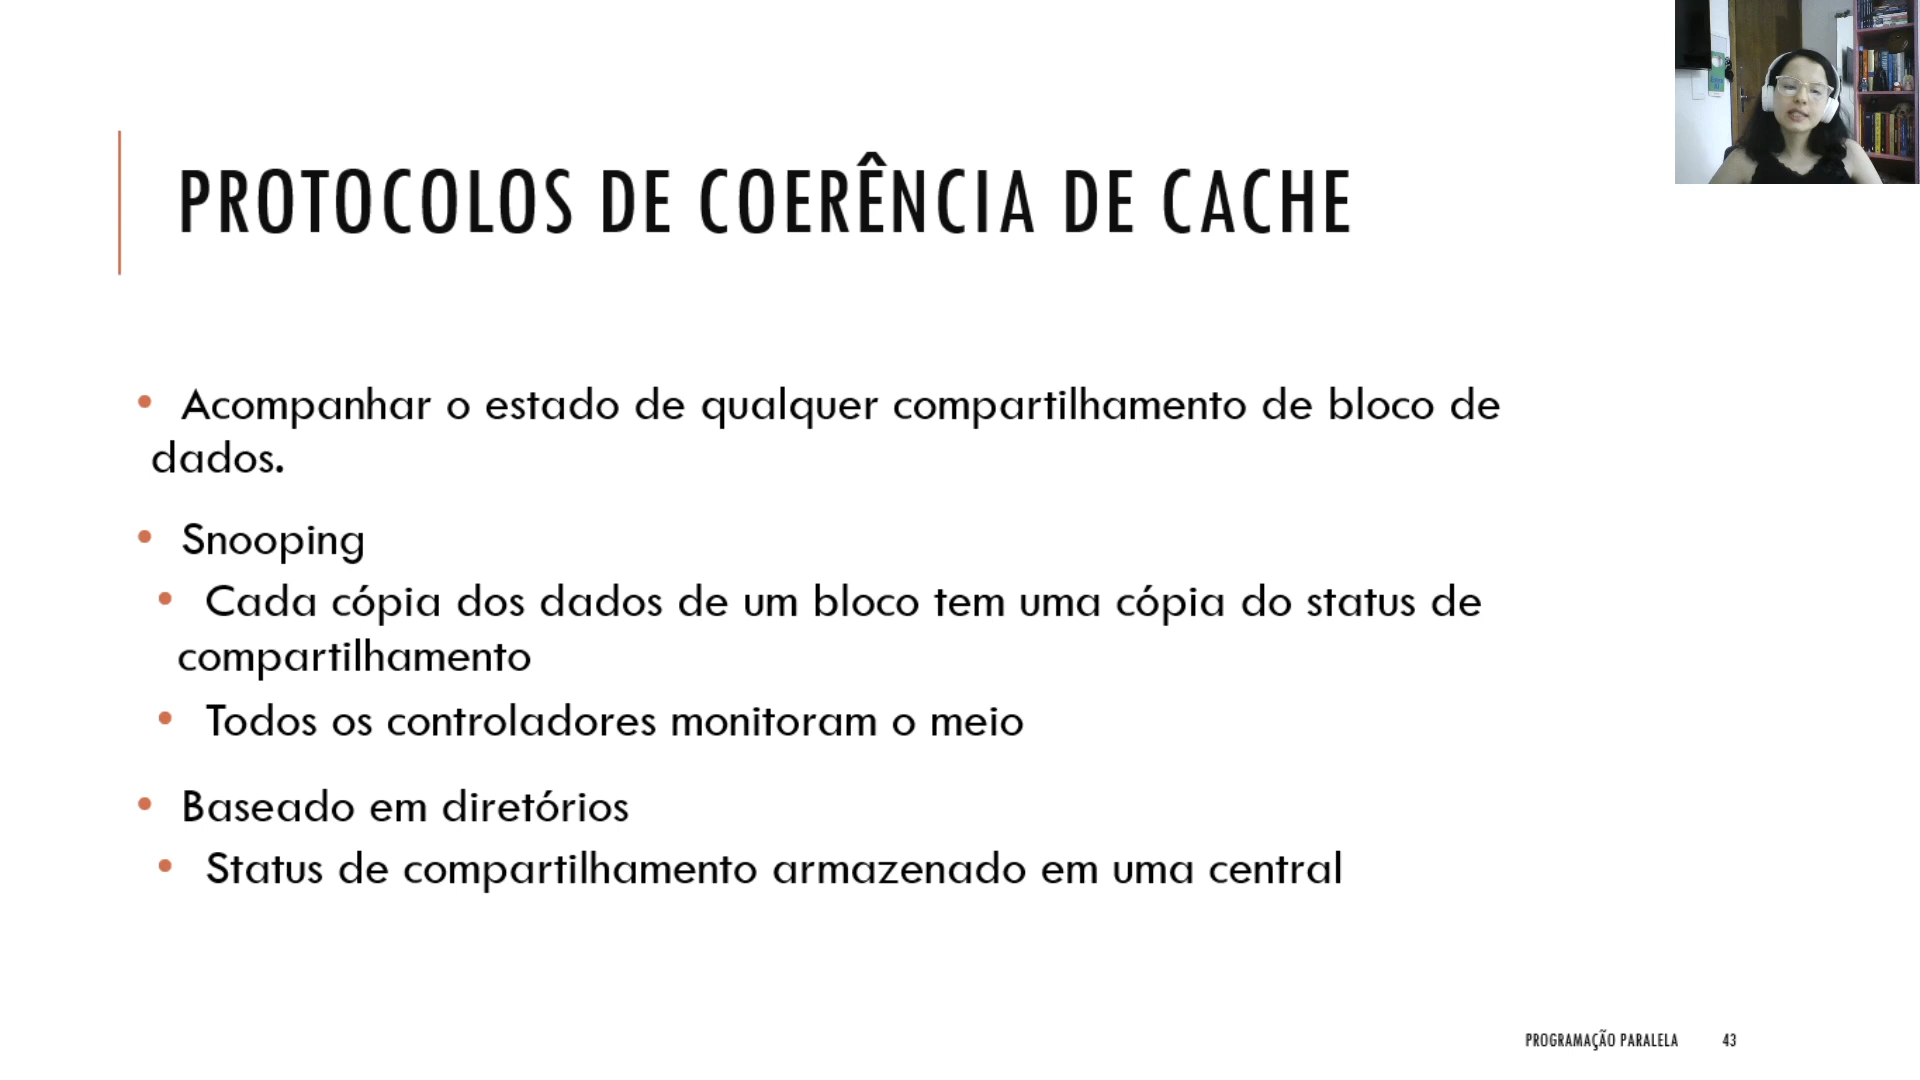 PROTOCOLOS DE COERÊNCIA DE CACHE
• Acompanhar o estado de qualquer compartilhamento de bloco de
dados.
• Snooping
• Cada cópia dos dados de um bloco tem uma cópia do status de
compartilhamento
• Todos os controladores monitoram o meio
• Baseado em diretórios
• Status de compartilhamento armazenado em uma central
PROGRAMAÇÃO PARALELA 43